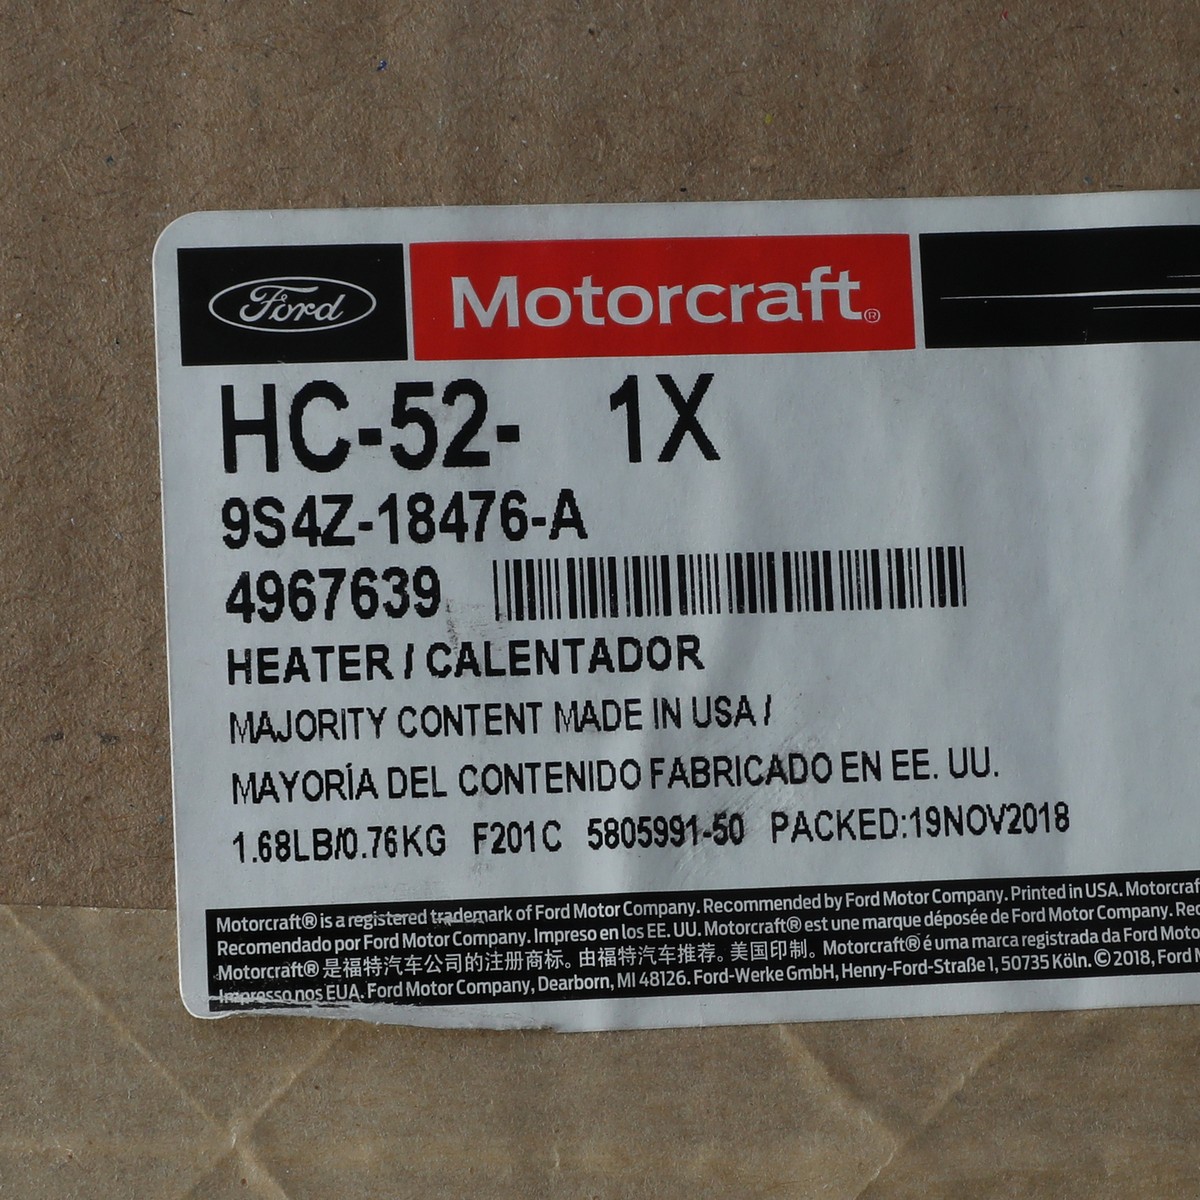 Ford Motorcraft®
HC-52- 1X
9S4Z-18476-A
4967639
HEATER / CALENTADOR
MAJORITY CONTENT MADE IN USA /
MAYORÍA DEL CONTENIDO FABRICADO EN EE. UU.
1.68LB/0.76KG F201C 5805991-50 PACKED:19NOV2018
Motorcraft® is a registered trademark of Ford Motor Company. Recommended by Ford Motor Company. Printed in USA.
Recomendado por Ford Motor Company. Impreso en los EE. UU. Motorcraft® est une marque déposée de Ford Motor Company.
Motorcraft® 是福特汽车公司的注册商标。由福特汽车推荐。美国印制。 Motorcraft® é uma marca registrada da Ford
Impresso nos EUA. Ford Motor Company, Dearborn, MI 48126. Ford-Werke GmbH, Henry-Ford-Straße 1, 50735 Köln. © 2018, Ford